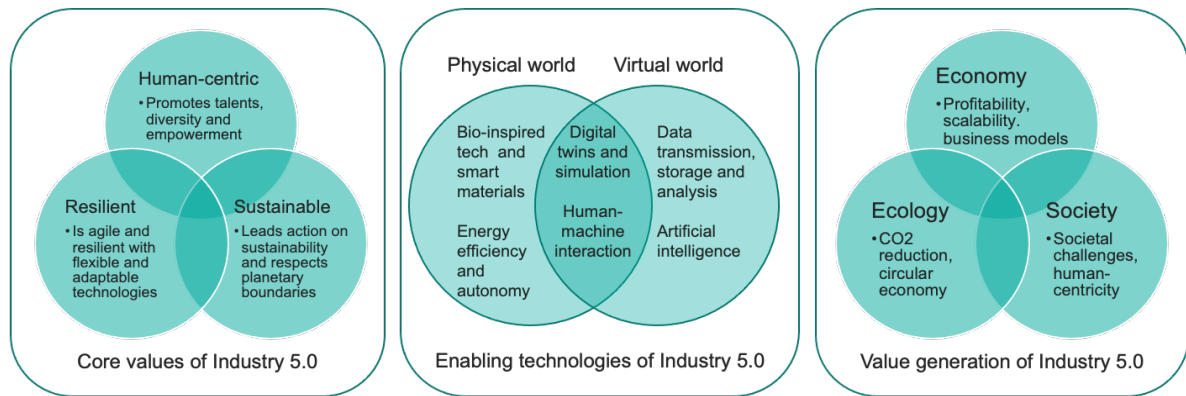 Human-centric
• Promotes talents,
diversity and
empowerment
Resilient
• Is agile and
resilient with
flexible and
adaptable
technologies
Sustainable
• Leads action on
sustainability
and respects
planetary
boundaries
Core values of Industry 5.0
Physical world
Virtual world
Bio-inspired
tech and
smart
materials
Energy
efficiency
and
autonomy
Digital
twins and
simulation
Human-
machine
interaction
Data
transmission,
storage and
analysis
Artificial
intelligence
Enabling technologies of Industry 5.0
Economy
• Profitability,
scalability.
business models
Ecology
• CO2
reduction,
circular
economy
Society
• Societal
challenges,
human-
centricity
Value generation of Industry 5.0